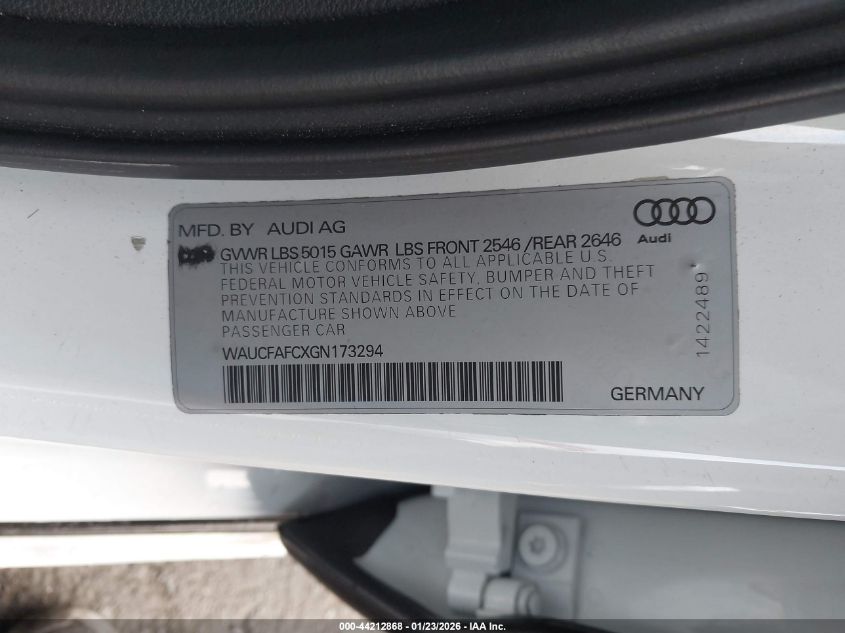 MFD. BY AUDI AG
Audi
GVWR LBS 5015 GAWR LBS FRONT 2546 /REAR 2646
THIS VEHICLE CONFORMS TO ALL APPLICABLE U.S.
FEDERAL MOTOR VEHICLE SAFETY, BUMPER AND THEFT
PREVENTION STANDARDS IN EFFECT ON THE DATE OF
MANUFACTURE SHOWN ABOVE
PASSENGER CAR
WAUCFAFCXGN173294
GERMANY
1422489
000-44212868 - 01/23/2026 - IAA Inc.